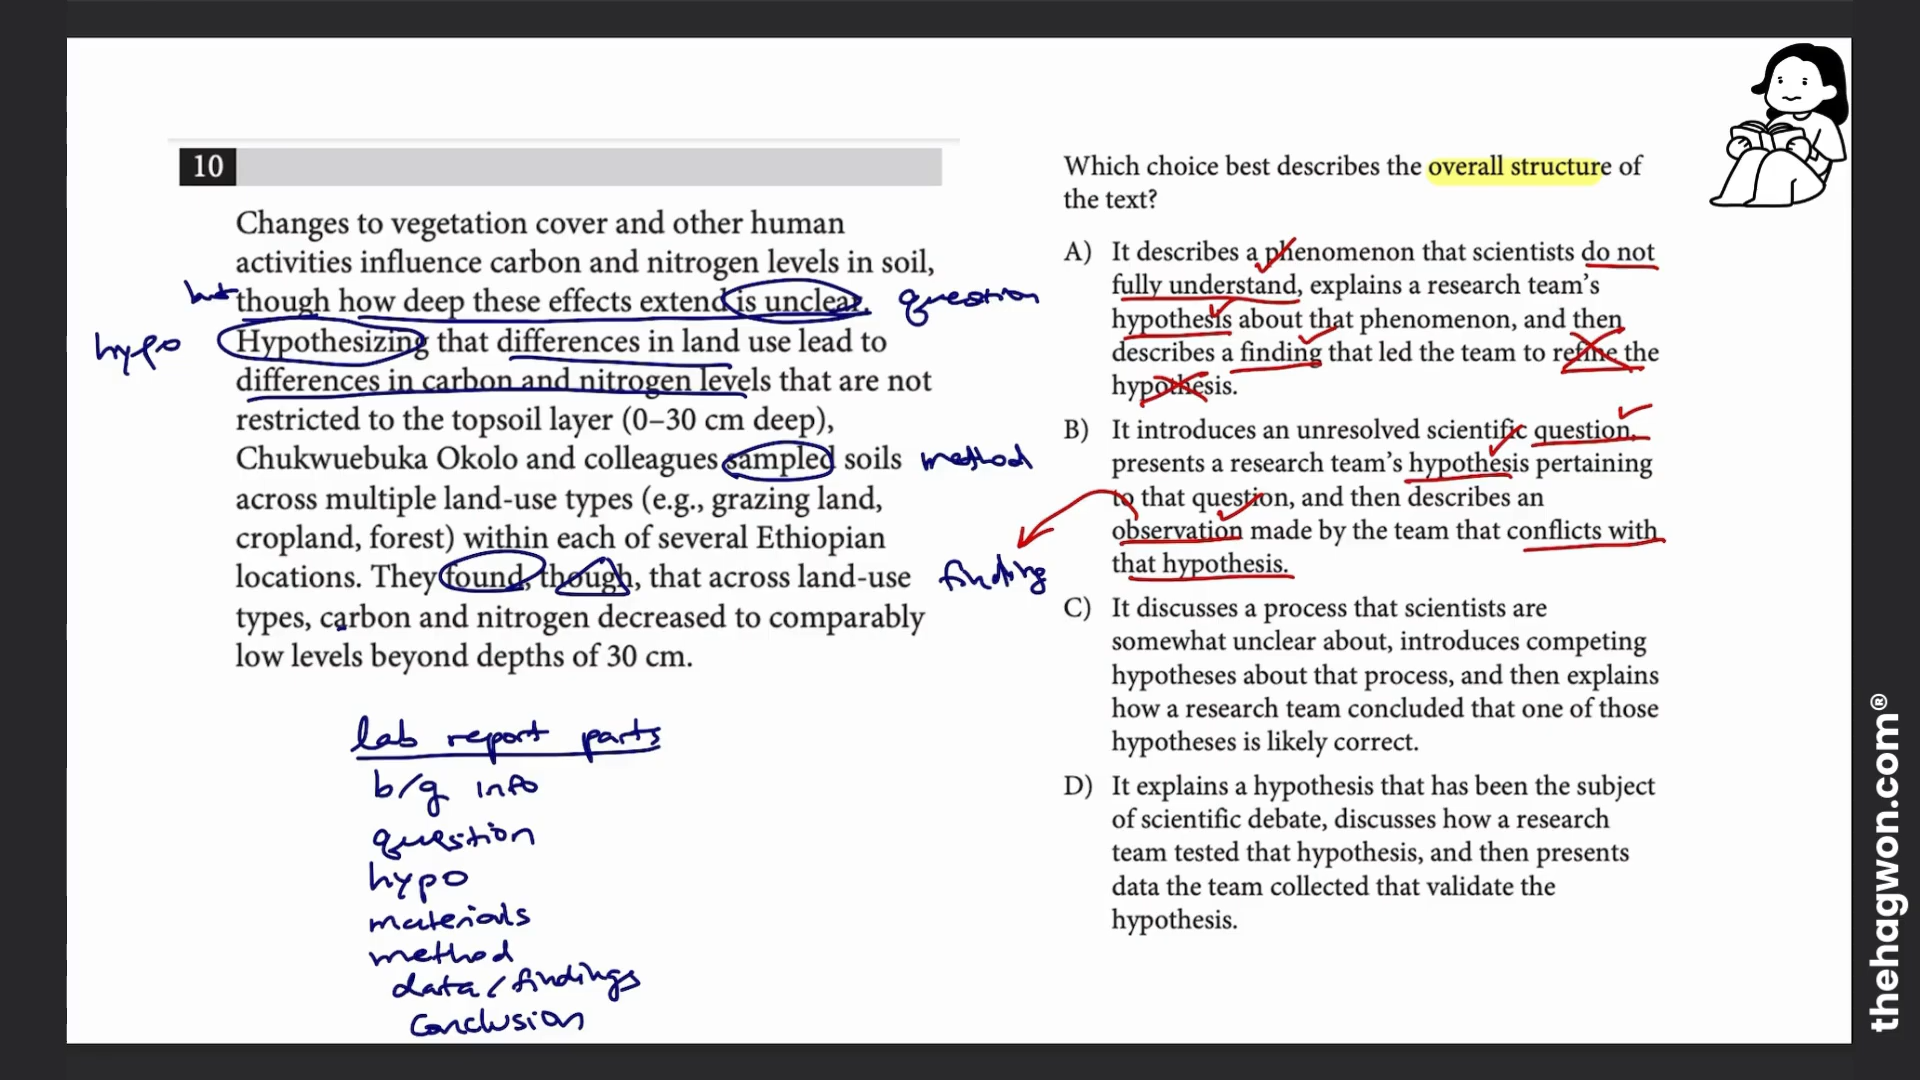 10
Changes to vegetation cover and other human
activities influence carbon and nitrogen levels in soil,
but though how deep these effects extend is unclear. question
hypo Hypothesizing that differences in land use lead to
differences in carbon and nitrogen levels that are not
restricted to the topsoil layer (0–30 cm deep),
Chukwuebuka Okolo and colleagues sampled soils method
across multiple land-use types (e.g., grazing land,
cropland, forest) within each of several Ethiopian
locations. They found, though, that across land-use finding
types, carbon and nitrogen decreased to comparably
low levels beyond depths of 30 cm.
lab report parts
b/g info
question
hypo
materials
method
data/findings
conclusion
Which choice best describes the overall structure of
the text?
A) It describes a phenomenon that scientists do not
fully understand, explains a research team's
hypothesis about that phenomenon, and then
describes a finding that led the team to refine the
hypothesis.
B) It introduces an unresolved scientific question,
presents a research team's hypothesis pertaining
to that question, and then describes an
observation made by the team that conflicts with
that hypothesis.
C) It discusses a process that scientists are
somewhat unclear about, introduces competing
hypotheses about that process, and then explains
how a research team concluded that one of those
hypotheses is likely correct.
D) It explains a hypothesis that has been the subject
of scientific debate, discusses how a research
team tested that hypothesis, and then presents
data the team collected that validate the
hypothesis.
thehagwon.com®